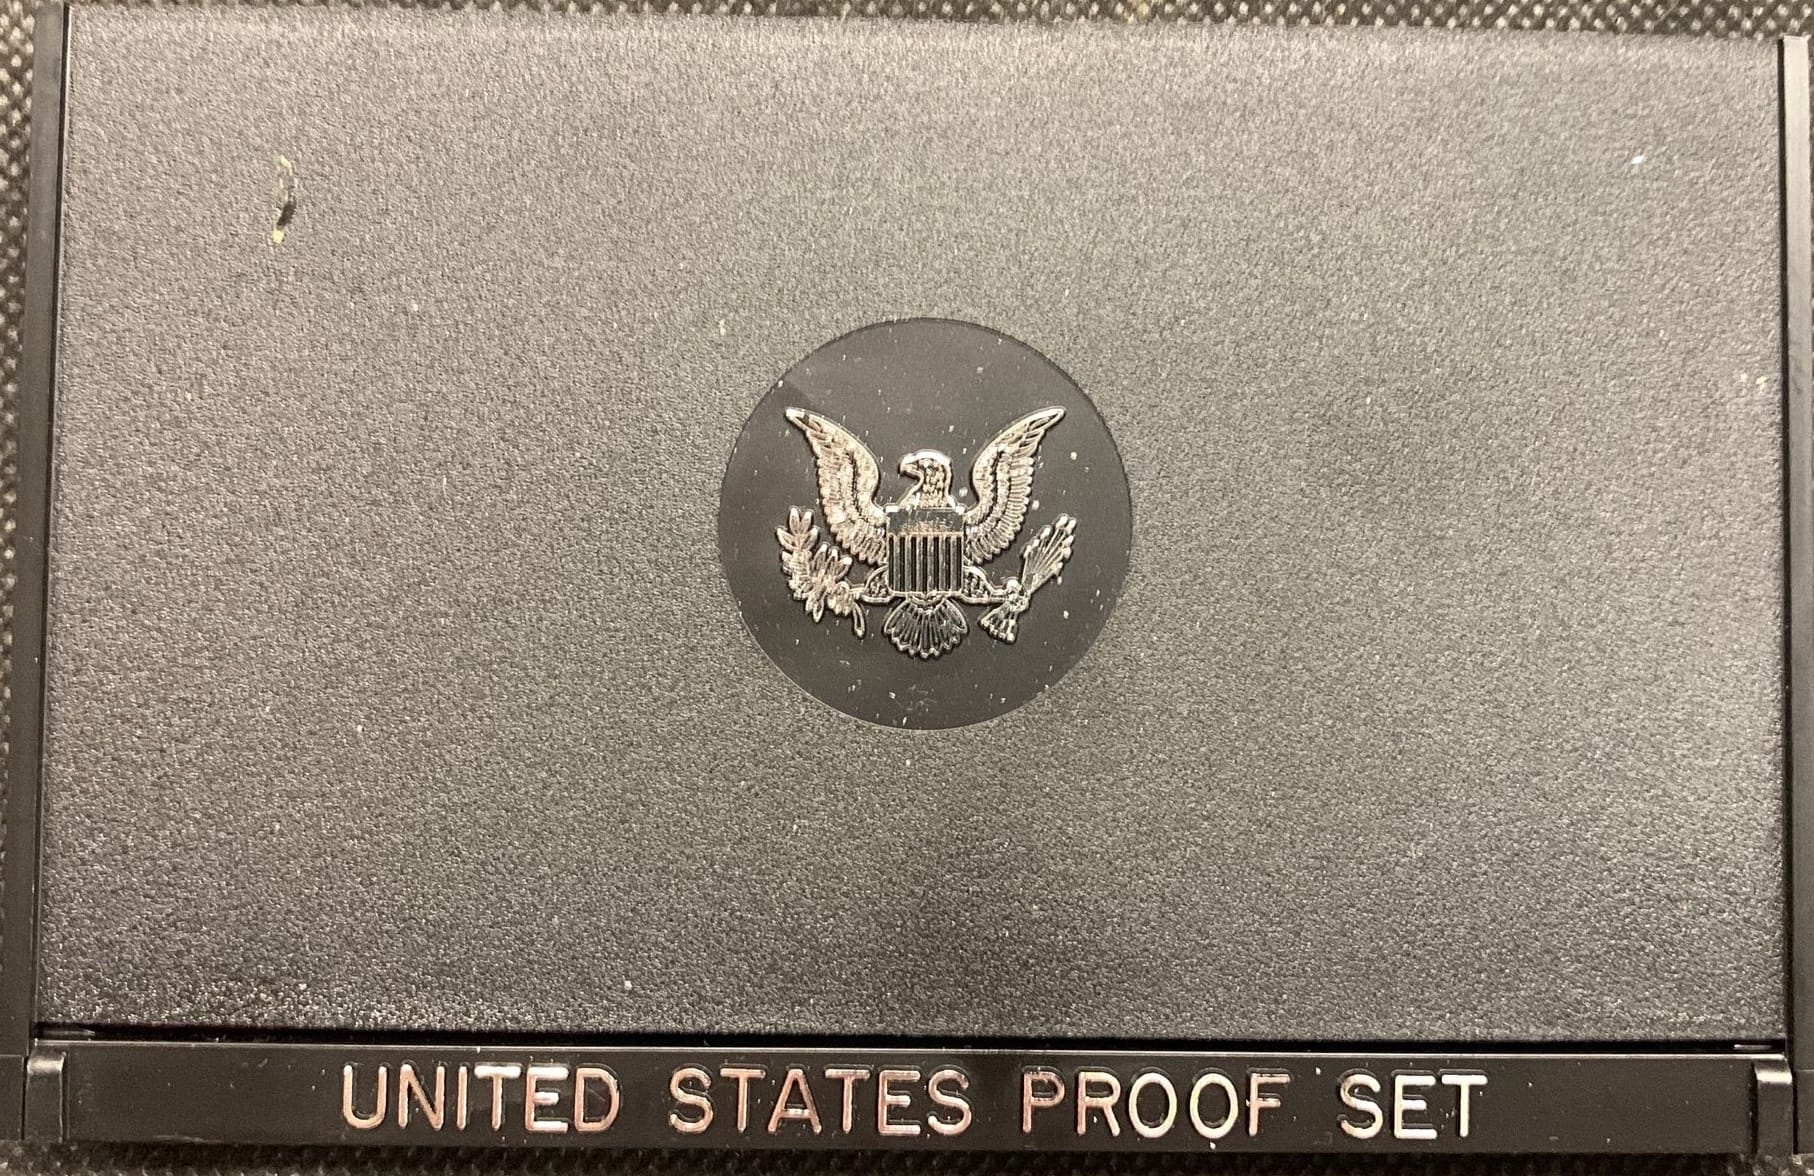 UNITED STATES PROOF SET